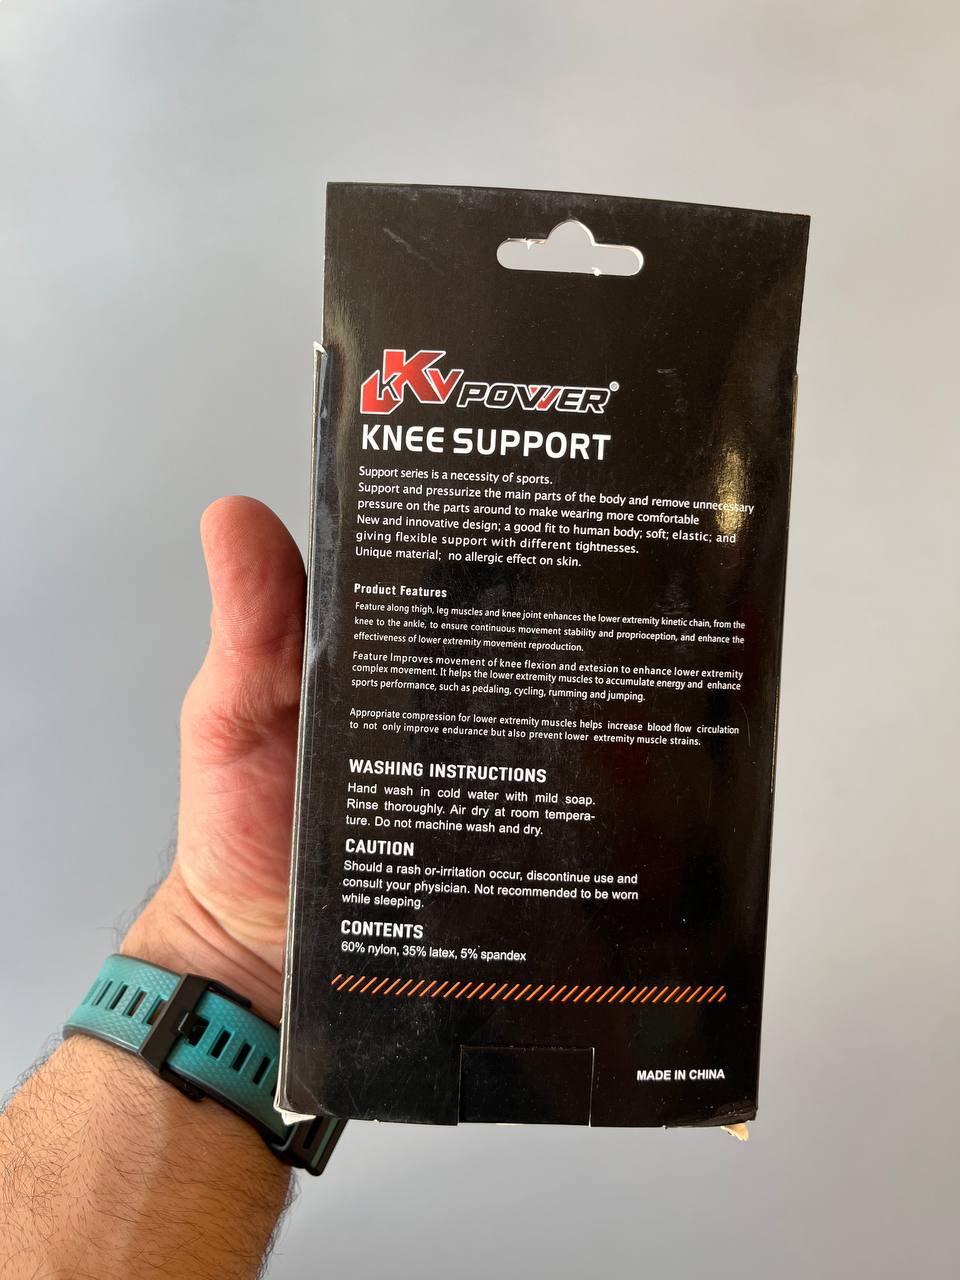 KV POWER®
KNEE SUPPORT
Support series is a necessity of sports.
Support and pressurize the main parts of the body and remove unnecessary
pressure on the parts around to make wearing more comfortable
New and innovative design; a good fit to human body; soft; elastic; and
giving flexible support with different tightnesses.
Unique material; no allergic effect on skin.
Product Features
Feature along thigh, leg muscles and knee joint enhances the lower extremity kinetic chain, from the
knee to the ankle, to ensure continuous movement stability and proprioception, and enhance the
effectiveness of lower extremity movement reproduction.
Feature Improves movement of knee flexion and extesion to enhance lower extremity
complex movement. It helps the lower extremity muscles to accumulate energy and enhance
sports performance, such as pedaling, cycling, rumming and jumping.
Appropriate compression for lower extremity muscles helps increase blood flow circulation
to not only improve endurance but also prevent lower extremity muscle strains.
WASHING INSTRUCTIONS
Hand wash in cold water with mild soap.
Rinse thoroughly. Air dry at room tempera-
ture. Do not machine wash and dry.
CAUTION
Should a rash or-irritation occur, discontinue use and
consult your physician. Not recommended to be worn
while sleeping.
CONTENTS
60% nylon, 35% latex, 5% spandex
MADE IN CHINA